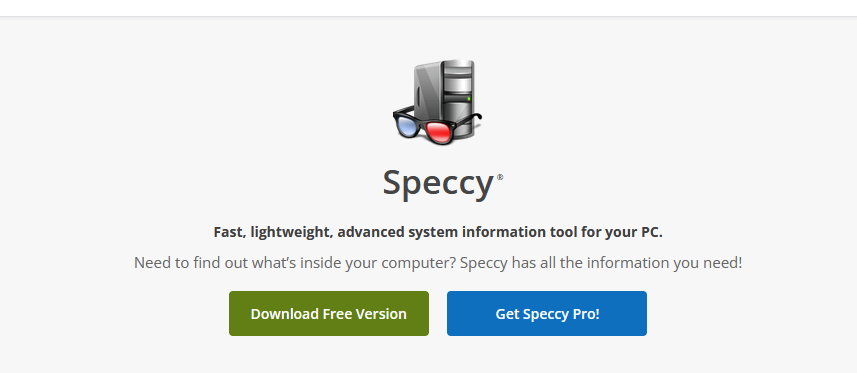 Speccy®
Fast, lightweight, advanced system information tool for your PC.
Need to find out what’s inside your computer? Speccy has all the information you need!
Download Free Version
Get Speccy Pro!